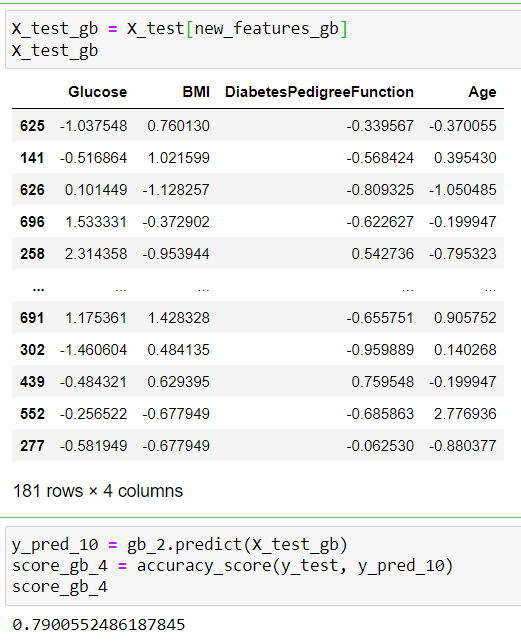 X_test_gb = X_test[new_features_gb]
X_test_gb
Glucose BMI DiabetesPedigreeFunction Age
625 -1.037548 0.760130 -0.339567 -0.370055
141 -0.516864 1.021599 -0.568424 0.395430
626 0.101449 -1.128257 -0.809325 -1.050485
696 1.533331 -0.372902 -0.622627 -0.199947
258 2.314358 -0.953944 0.542736 -0.795323
... ... ... ... ...
691 1.175361 1.428328 -0.655751 0.905752
302 -1.460604 0.484135 -0.959889 0.140268
439 -0.484321 0.629395 0.759548 -0.199947
552 -0.256522 -0.677949 -0.685863 2.776936
277 -0.581949 -0.677949 -0.062530 -0.880377
181 rows × 4 columns
y_pred_10 = gb_2.predict(X_test_gb)
score_gb_4 = accuracy_score(y_test, y_pred_10)
score_gb_4
0.7900552486187845